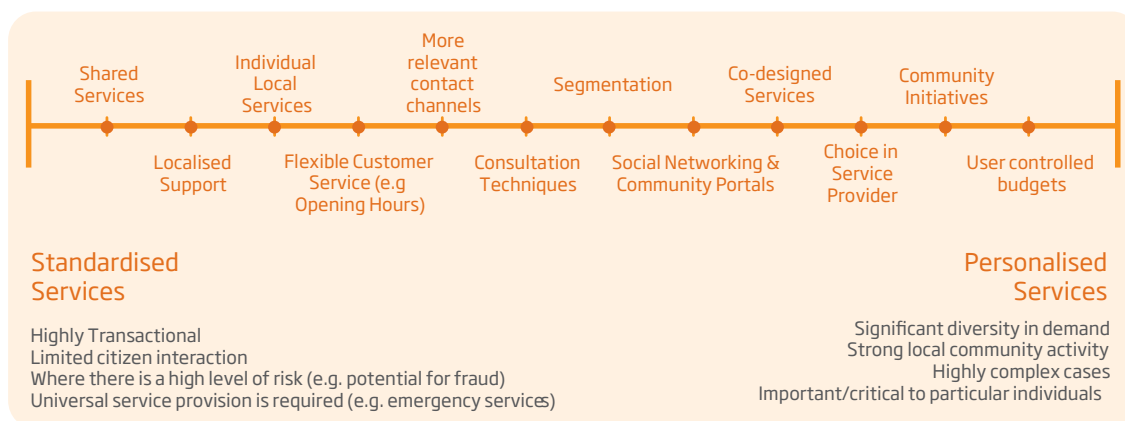 Shared
Services
Individual
Local
Services
More
relevant
contact
channels
Segmentation
Co-designed
Services
Community
Initiatives
Localised
Support
Flexible Customer
Service (e.g
Opening Hours)
Consultation
Techniques
Social Networking &
Community Portals
Choice in
Service
Provider
User controlled
budgets
Standardised
Services
Highly Transactional
Limited citizen interaction
Where there is a high level of risk (e.g. potential for fraud)
Universal service provision is required (e.g. emergency services)
Personalised
Services
Significant diversity in demand
Strong local community activity
Highly complex cases
Important/critical to particular individuals